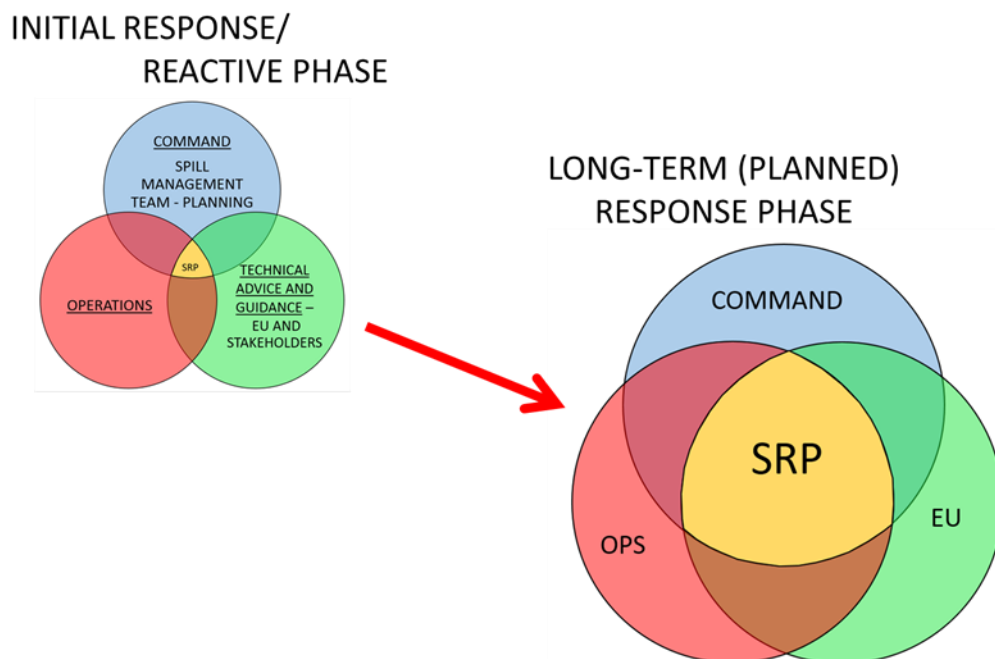 INITIAL RESPONSE/
REACTIVE PHASE
COMMAND
SPILL
MANAGEMENT
TEAM - PLANNING
SRP
OPERATIONS
TECHNICAL
ADVICE AND
GUIDANCE –
EU AND
STAKEHOLDERS
LONG-TERM (PLANNED)
RESPONSE PHASE
COMMAND
SRP
OPS
EU